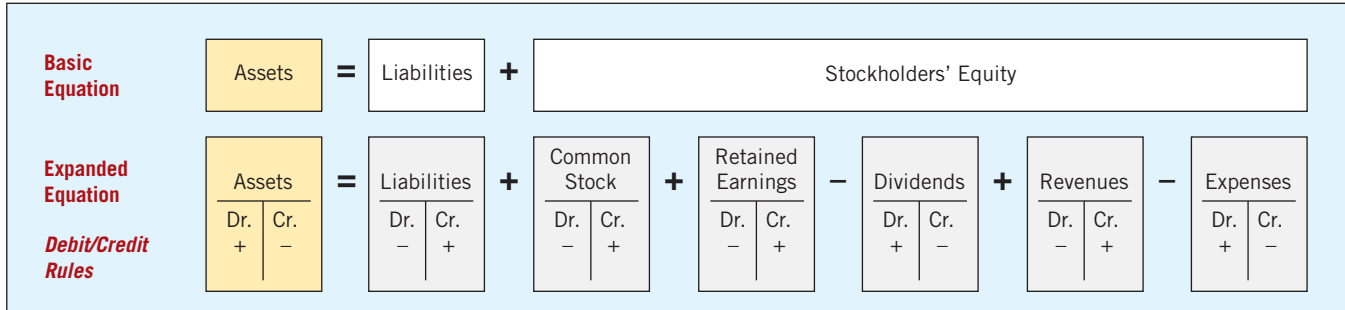 Basic
Equation
Assets = Liabilities + Stockholders' Equity
Expanded
Equation
Debit/Credit
Rules
Assets
Dr. Cr.
+ −
=
Liabilities
Dr. Cr.
− +
+
Common
Stock
Dr. Cr.
− +
+
Retained
Earnings
Dr. Cr.
− +
−
Dividends
Dr. Cr.
+ −
+
Revenues
Dr. Cr.
− +
−
Expenses
Dr. Cr.
+ −